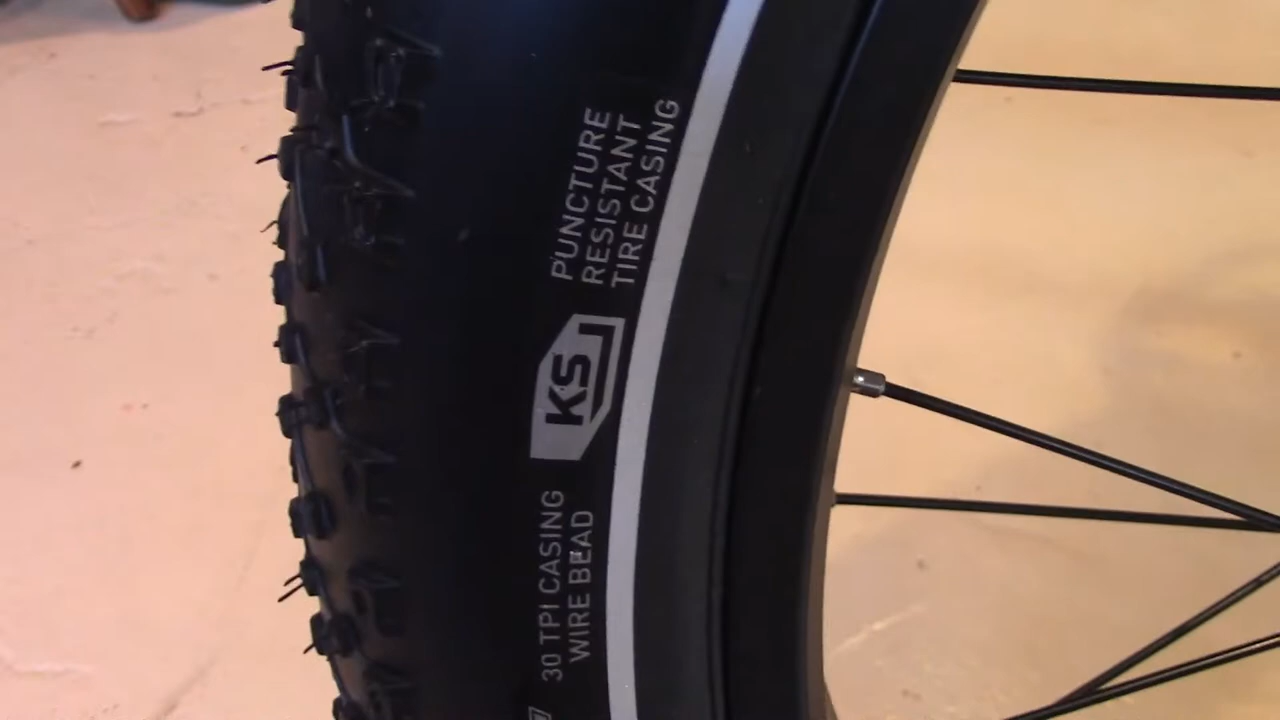 30 TPI CASING
WIRE BEAD
KS
PUNCTURE
RESISTANT
TIRE CASING